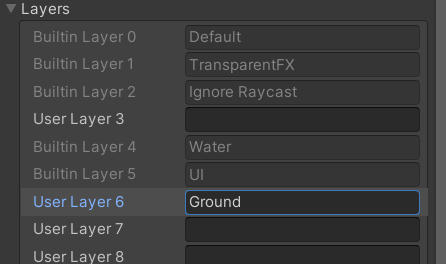 Layers
Builtin Layer 0 Default
Builtin Layer 1 TransparentFX
Builtin Layer 2 Ignore Raycast
User Layer 3
Builtin Layer 4 Water
Builtin Layer 5 UI
User Layer 6 Ground
User Layer 7
User Layer 8